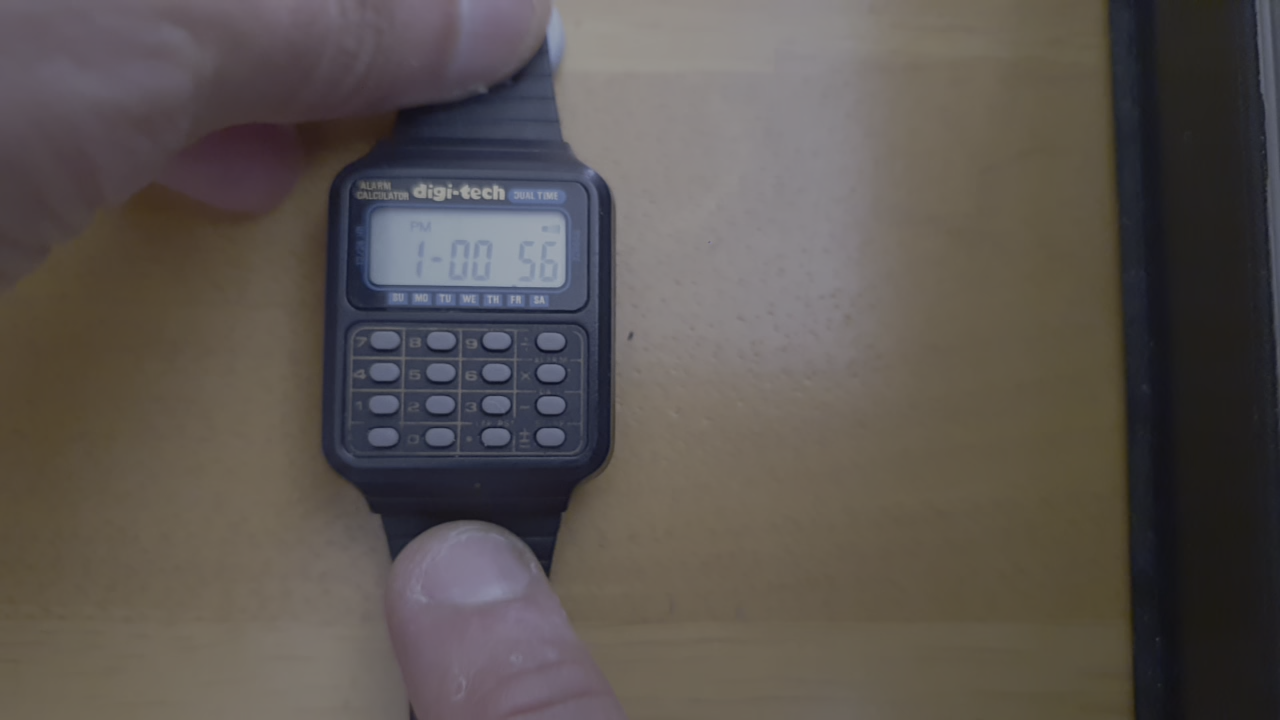 ALARM
CALCULATOR
digi-tech
DUAL TIME
PM
1-00 56
SU MO TU WE TH FR SA
7 8 9 ÷
4 5 6 ×
1 2 3 -
0 • ±